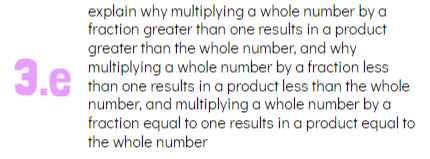 3.e
explain why multiplying a whole number by a
fraction greater than one results in a product
greater than the whole number, and why
multiplying a whole number by a fraction less
than one results in a product less than the whole
number, and multiplying a whole number by a
fraction equal to one results in a product equal to
the whole number